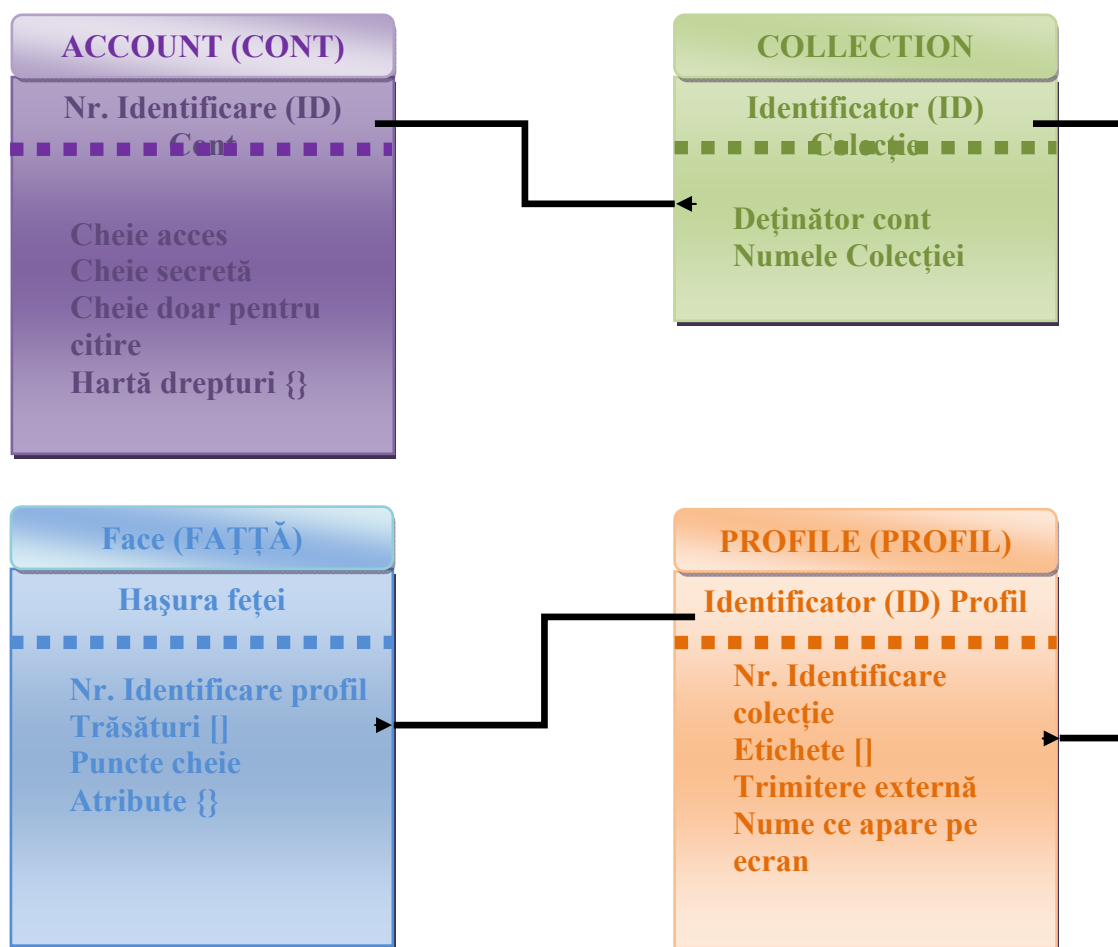 ACCOUNT (CONT)
Nr. Identificare (ID)
Cont
Cheie acces
Cheie secretă
Cheie doar pentru
citire
Hartă drepturi {}
COLLECTION
Identificator (ID)
Colecție
Deținător cont
Numele Colecției
Face (FAŢȚĂ)
Haşura feței
Nr. Identificare profil
Trăsături []
Puncte cheie
Atribute {}
PROFILE (PROFIL)
Identificator (ID) Profil
Nr. Identificare
colecție
Etichete []
Trimitere externă
Nume ce apare pe
ecran